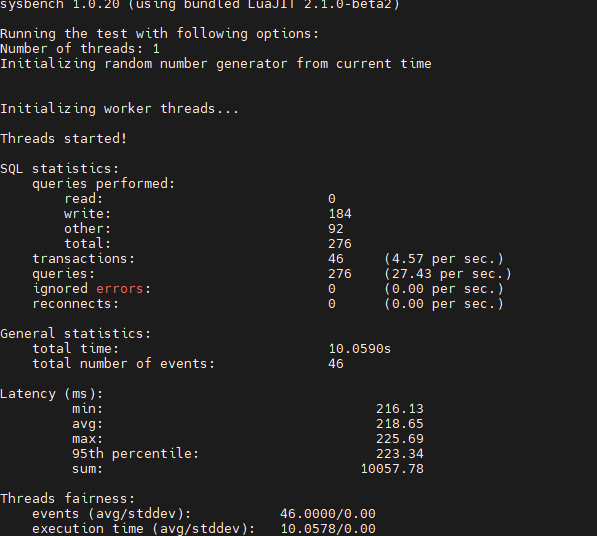 sysbench 1.0.20 (using bundled LuaJIT 2.1.0-beta2)
Running the test with following options:
Number of threads: 1
Initializing random number generator from current time
Initializing worker threads...
Threads started!
SQL statistics:
queries performed:
read: 0
write: 184
other: 92
total: 276
transactions: 46 (4.57 per sec.)
queries: 276 (27.43 per sec.)
ignored errors: 0 (0.00 per sec.)
reconnects: 0 (0.00 per sec.)
General statistics:
total time: 10.0590s
total number of events: 46
Latency (ms):
min: 216.13
avg: 218.65
max: 225.69
95th percentile: 223.34
sum: 10057.78
Threads fairness:
events (avg/stddev): 46.0000/0.00
execution time (avg/stddev): 10.0578/0.00